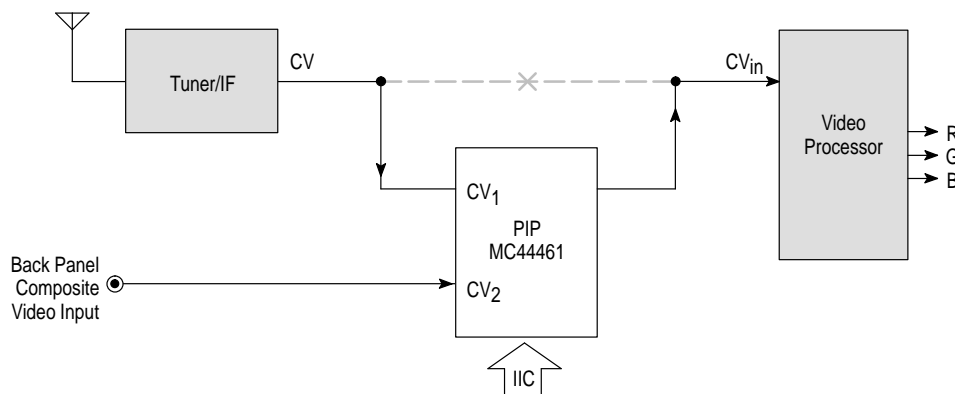 Tuner/IF
CV
CVin
Video
Processor
R
G
B
CV1
PIP
MC44461
CV2
Back Panel
Composite
Video Input
IIC